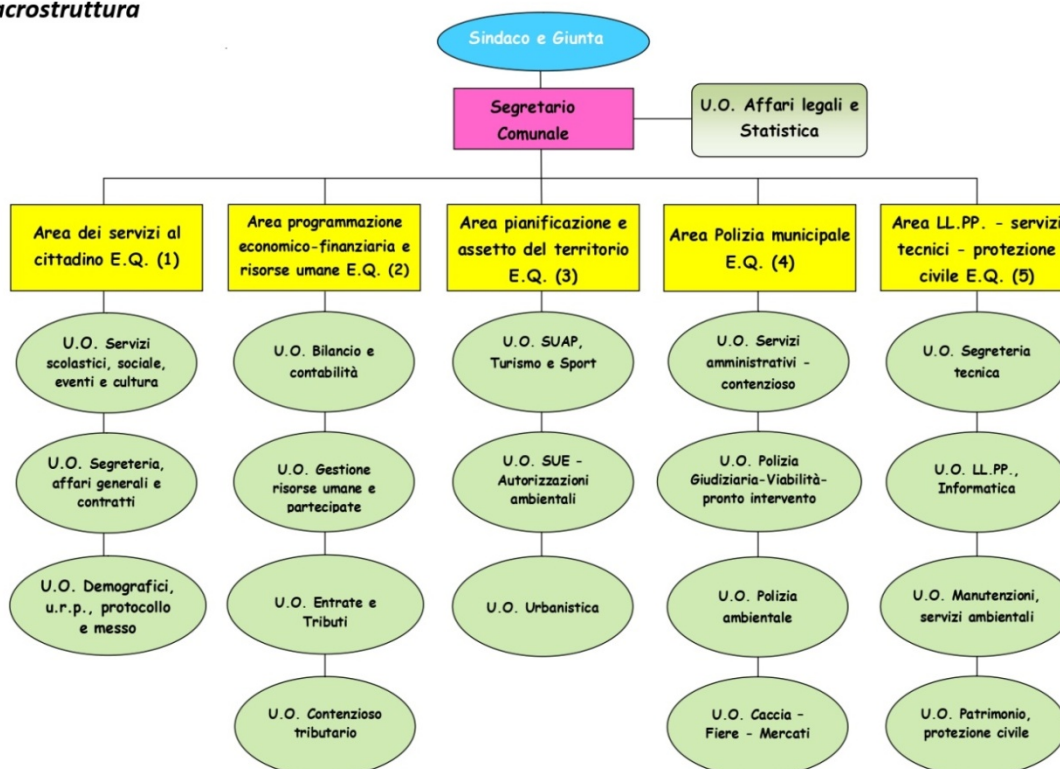 acrostruttura
Sindaco e Giunta
Segretario
Comunale
U.O. Affari legali e
Statistica
Area dei servizi al
cittadino E.Q. (1)
Area programmazione
economico-finanziaria e
risorse umane E.Q. (2)
Area pianificazione e
assetto del territorio
E.Q. (3)
Area Polizia municipale
E.Q. (4)
Area LL.PP. - servizi
tecnici - protezione
civile E.Q. (5)
U.O. Servizi
scolastici, sociale,
eventi e cultura
U.O. Segreteria,
affari generali e
contratti
U.O. Demografici,
u.r.p., protocollo
e messo
U.O. Bilancio e
contabilità
U.O. Gestione
risorse umane e
partecipate
U.O. Entrate e
Tributi
U.O. Contenzioso
tributario
U.O. SUAP,
Turismo e Sport
U.O. SUE -
Autorizzazioni
ambientali
U.O. Urbanistica
U.O. Servizi
amministrativi -
contenzioso
U.O. Polizia
Giudiziaria-Viabilità-
pronto intervento
U.O. Polizia
ambientale
U.O. Caccia -
Fiere - Mercati
U.O. Segreteria
tecnica
U.O. LL.PP.,
Informatica
U.O. Manutenzioni,
servizi ambientali
U.O. Patrimonio,
protezione civile